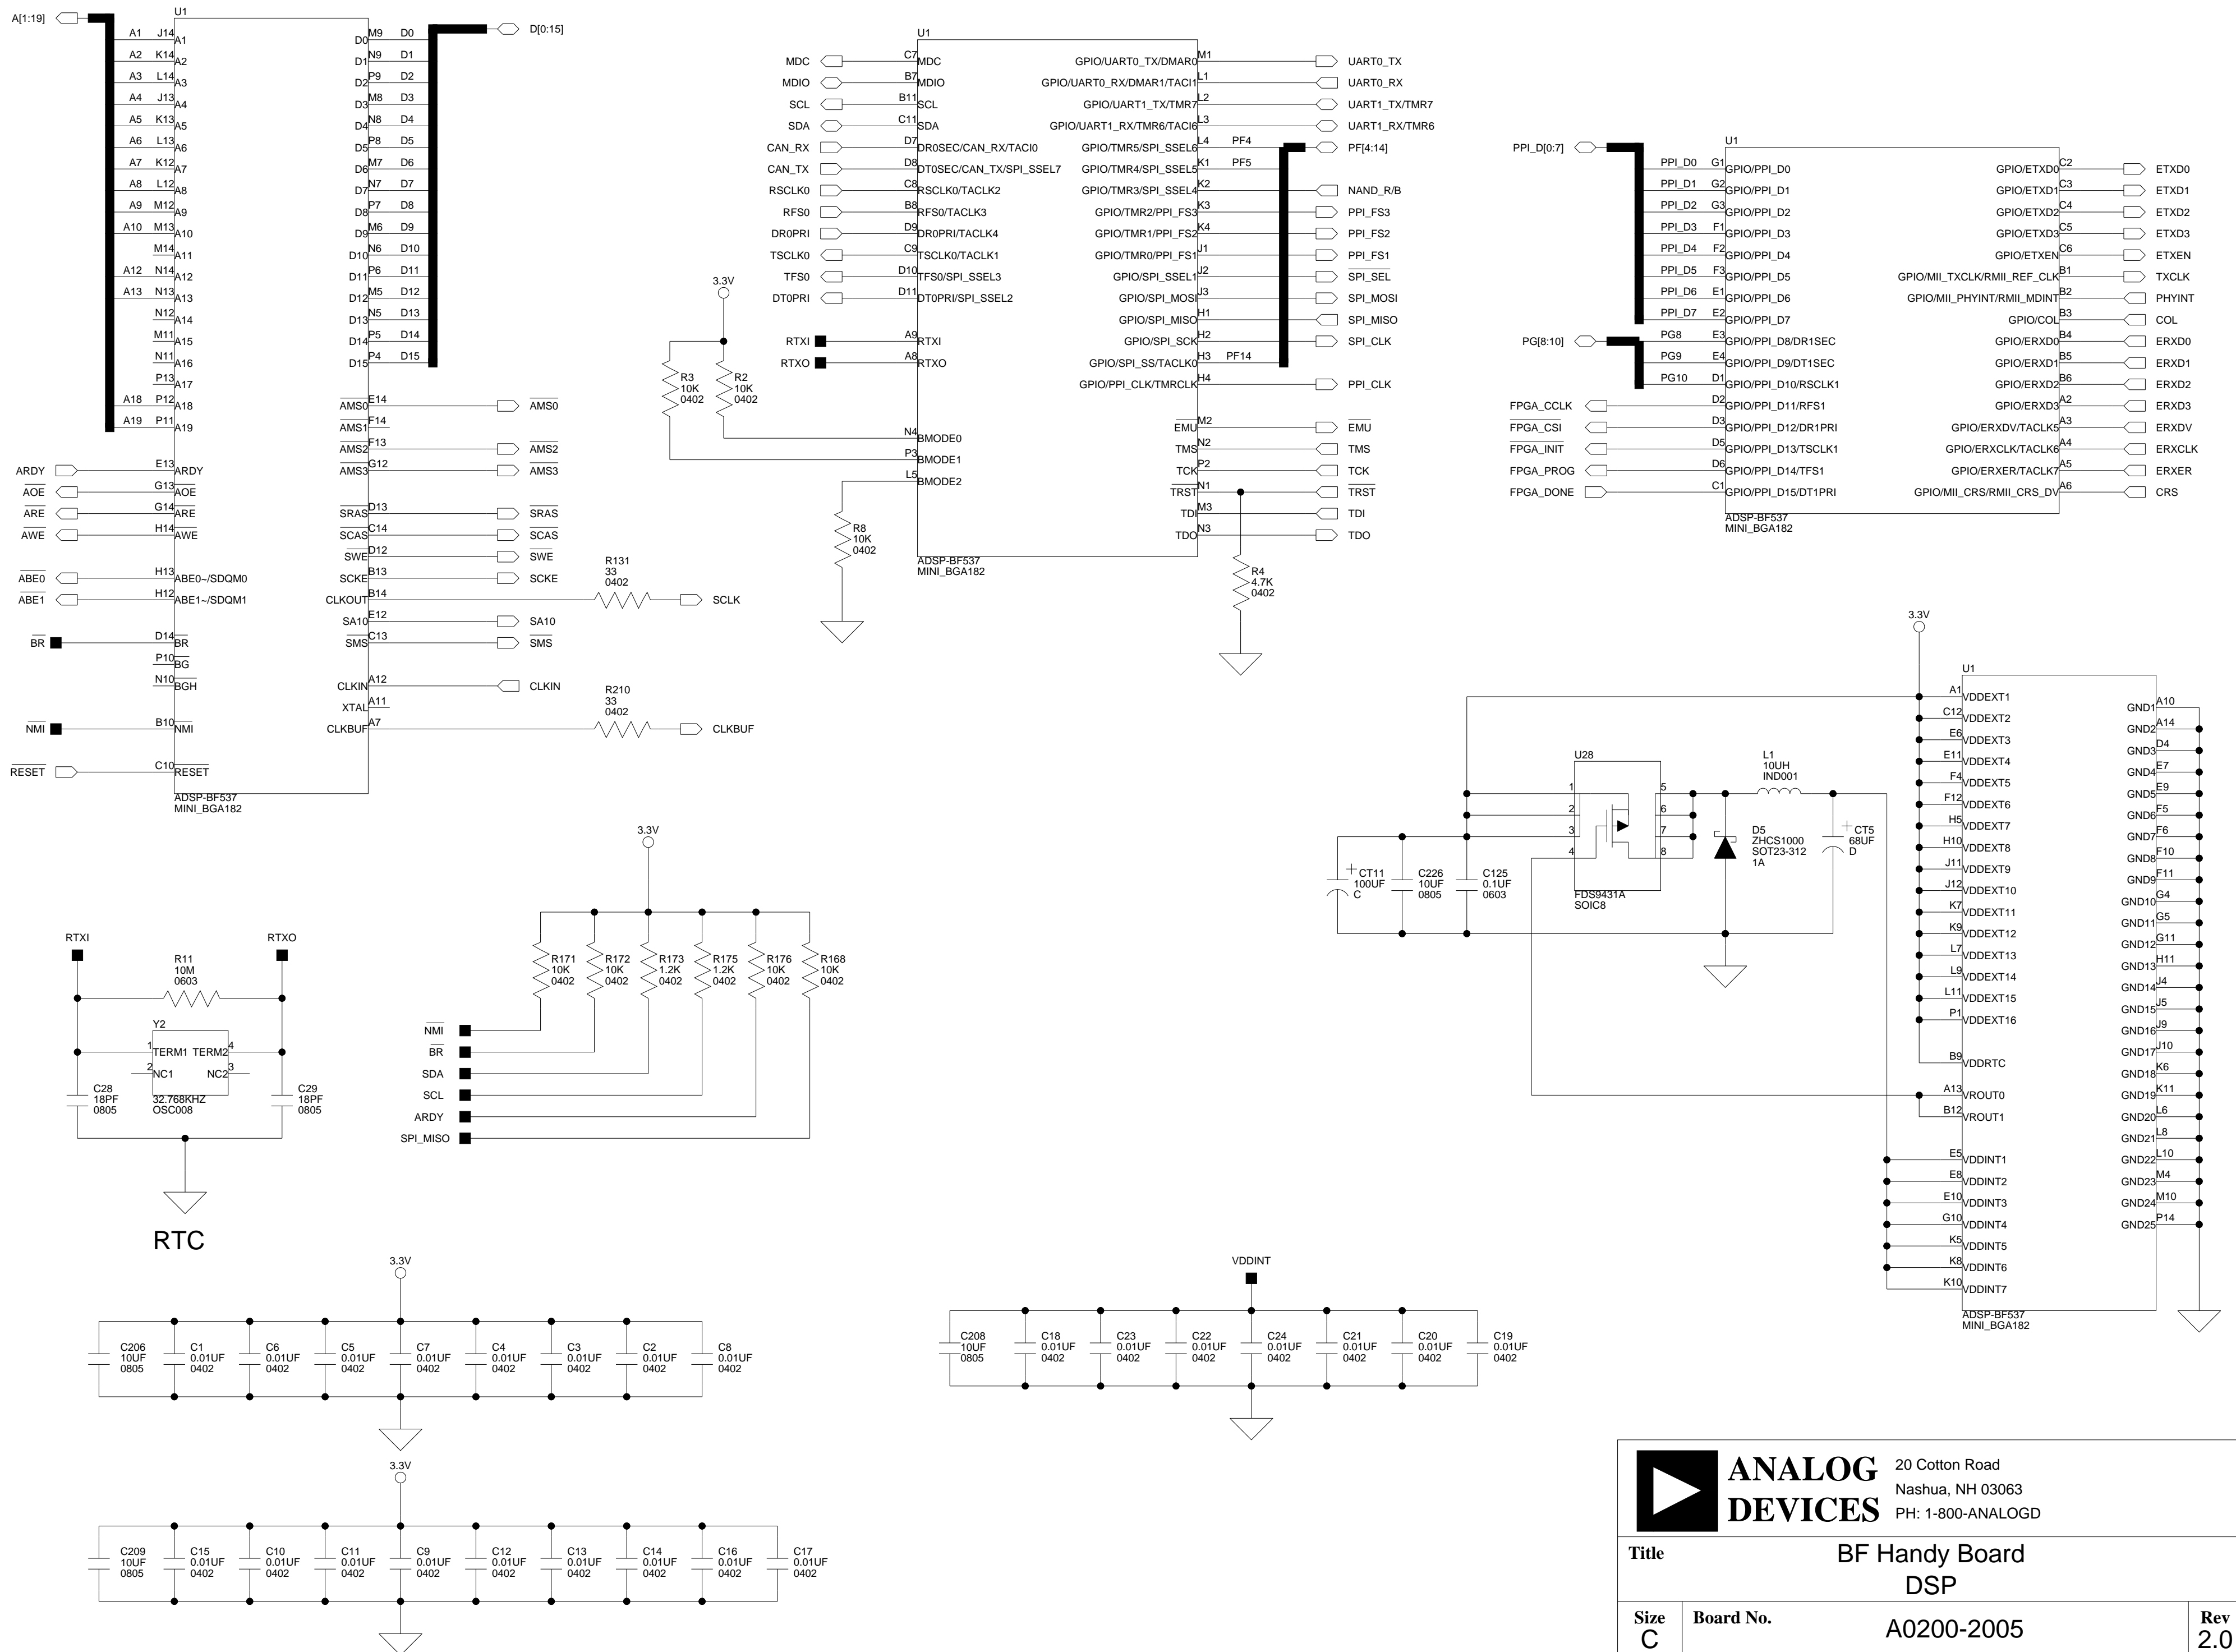 A[1:19]
U1
D[0:15]
A1 J14 A1 D0 M9 D0
A2 K14 A2 D1 N9 D1
A3 L14 A3 D2 P9 D2
A4 J13 A4 D3 M8 D3
A5 K13 A5 D4 N8 D4
A6 L13 A6 D5 P8 D5
A7 K12 A7 D6 M7 D6
A8 L12 A8 D7 N7 D7
A9 M12 A9 D8 P7 D8
A10 M13 A10 D9 M6 D9
M14 A11 D10 N6 D10
A12 N14 A12 D11 P6 D11
A13 N13 A13 D12 M5 D12
N12 A14 D13 N5 D13
M11 A15 D14 P5 D14
N11 A16 D15 P4 D15
P13 A17
A18 P12 A18 AMS0 E14 AMS0
A19 P11 A19 AMS1 F14
AMS2 F13 AMS2
ARDY E13 ARDY AMS3 G12 AMS3
AOE G13 AOE
ARE G14 ARE SRAS D13 SRAS
AWE H14 AWE SCAS C14 SCAS
SWE D12 SWE
ABE0 H13 ABE0~/SDQM0 SCKE B13 SCKE
ABE1 H12 ABE1~/SDQM1 CLKOUT B14 SCLK
R131
33
0402
SA10 E12 SA10
BR D14 BR SMS C13 SMS
P10 BG
N10 BGH CLKIN A12 CLKIN
XTAL A11
NMI B10 NMI CLKBUF A7 CLKBUF
R210
33
0402
RESET C10 RESET
ADSP-BF537
MINI_BGA182
U1
MDC C7 MDC GPIO/UART0_TX/DMAR0 M1 UART0_TX
MDIO B7 MDIO GPIO/UART0_RX/DMAR1/TACI1 L1 UART0_RX
SCL B11 SCL GPIO/UART1_TX/TMR7 L2 UART1_TX/TMR7
SDA C11 SDA GPIO/UART1_RX/TMR6/TACI6 L3 UART1_RX/TMR6
CAN_RX D7 DR0SEC/CAN_RX/TACI0 GPIO/TMR5/SPI_SSEL6 L4 PF4 PF[4:14]
CAN_TX D8 DT0SEC/CAN_TX/SPI_SSEL7 GPIO/TMR4/SPI_SSEL5 K1 PF5
RSCLK0 C8 RSCLK0/TACLK2 GPIO/TMR3/SPI_SSEL4 K2 NAND_R/B
RFS0 B8 RFS0/TACLK3 GPIO/TMR2/PPI_FS3 K3 PPI_FS3
DR0PRI D9 DR0PRI/TACLK4 GPIO/TMR1/PPI_FS2 K4 PPI_FS2
TSCLK0 C9 TSCLK0/TACLK1 GPIO/TMR0/PPI_FS1 J1 PPI_FS1
TFS0 D10 TFS0/SPI_SSEL3 GPIO/SPI_SSEL1 J2 SPI_SEL
DT0PRI D11 DT0PRI/SPI_SSEL2 GPIO/SPI_MOSI J3 SPI_MOSI
GPIO/SPI_MISO H1 SPI_MISO
RTXI A9 RTXI GPIO/SPI_SCK H2 SPI_CLK
RTXO A8 RTXO GPIO/SPI_SS/TACLK0 H3 PF14
GPIO/PPI_CLK/TMRCLK H4 PPI_CLK
3.3V
R3
10K
0402
R2
10K
0402
N4 BMODE0 EMU M2 EMU
TMS N2 TMS
P3 BMODE1 TCK P2 TCK
L5 BMODE2 TRST N1 TRST
TDI M3 TDI
TDO N3 TDO
R8
10K
0402
R4
4.7K
0402
ADSP-BF537
MINI_BGA182
U1
PPI_D[0:7]
PPI_D0 G1 GPIO/PPI_D0 GPIO/ETXD0 C2 ETXD0
PPI_D1 G2 GPIO/PPI_D1 GPIO/ETXD1 C3 ETXD1
PPI_D2 G3 GPIO/PPI_D2 GPIO/ETXD2 C4 ETXD2
PPI_D3 F1 GPIO/PPI_D3 GPIO/ETXD3 C5 ETXD3
PPI_D4 F2 GPIO/PPI_D4 GPIO/ETXEN C6 ETXEN
PPI_D5 F3 GPIO/PPI_D5 GPIO/MII_TXCLK/RMII_REF_CLK B1 TXCLK
PPI_D6 E1 GPIO/PPI_D6 GPIO/MII_PHYINT/RMII_MDINT B2 PHYINT
PPI_D7 E2 GPIO/PPI_D7 GPIO/COL B3 COL
PG[8:10] PG8 E3 GPIO/PPI_D8/DR1SEC GPIO/ERXD0 B4 ERXD0
PG9 E4 GPIO/PPI_D9/DT1SEC GPIO/ERXD1 B5 ERXD1
PG10 D1 GPIO/PPI_D10/RSCLK1 GPIO/ERXD2 B6 ERXD2
FPGA_CCLK D2 GPIO/PPI_D11/RFS1 GPIO/ERXD3 A2 ERXD3
FPGA_CSI D3 GPIO/PPI_D12/DR1PRI GPIO/ERXDV/TACLK5 A3 ERXDV
FPGA_INIT D5 GPIO/PPI_D13/TSCLK1 GPIO/ERXCLK/TACLK6 A4 ERXCLK
FPGA_PROG D6 GPIO/PPI_D14/TFS1 GPIO/ERXER/TACLK7 A5 ERXER
FPGA_DONE C1 GPIO/PPI_D15/DT1PRI GPIO/MII_CRS/RMII_CRS_DV A6 CRS
ADSP-BF537
MINI_BGA182
3.3V
U1
A1 VDDEXT1 GND1 A10
C12 VDDEXT2 GND2 A14
E6 VDDEXT3 GND3 D4
E11 VDDEXT4 GND4 E7
F4 VDDEXT5 GND5 E9
F12 VDDEXT6 GND6 F5
H5 VDDEXT7 GND7 F6
H10 VDDEXT8 GND8 F10
J11 VDDEXT9 GND9 F11
J12 VDDEXT10 GND10 G4
K7 VDDEXT11 GND11 G5
K9 VDDEXT12 GND12 G11
L7 VDDEXT13 GND13 H11
L9 VDDEXT14 GND14 J4
L11 VDDEXT15 GND15 J5
P1 VDDEXT16 GND16 J9
GND17 J10
B9 VDDRTC GND18 K6
A13 VROUT0 GND19 K11
B12 VROUT1 GND20 L6
GND21 L8
E5 VDDINT1 GND22 L10
E8 VDDINT2 GND23 M4
E10 VDDINT3 GND24 M10
G10 VDDINT4 GND25 P14
K5 VDDINT5
K8 VDDINT6
K10 VDDINT7
ADSP-BF537
MINI_BGA182
U28
1 5
2 6
3 7
4 8
FDS9431A
SOIC8
L1
10UH
IND001
D5
ZHCS1000
SOT23-312
1A
+ CT5
68UF
D
+ CT11
100UF
C
C226
10UF
0805
C125
0.1UF
0603
RTXI RTXO
R11
10M
0603
Y2
1 TERM1 TERM2 4
2 NC1 NC2 3
32.768KHZ
OSC008
C28
18PF
0805
C29
18PF
0805
RTC
3.3V
R171 R172 R173 R175 R176 R168
10K 10K 1.2K 1.2K 10K 10K
0402 0402 0402 0402 0402 0402
NMI
BR
SDA
SCL
ARDY
SPI_MISO
3.3V
C206 C1 C6 C5 C7 C4 C3 C2 C8
10UF 0.01UF 0.01UF 0.01UF 0.01UF 0.01UF 0.01UF 0.01UF 0.01UF
0805 0402 0402 0402 0402 0402 0402 0402 0402
VDDINT
C208 C18 C23 C22 C24 C21 C20 C19
10UF 0.01UF 0.01UF 0.01UF 0.01UF 0.01UF 0.01UF 0.01UF
0805 0402 0402 0402 0402 0402 0402 0402
3.3V
C209 C15 C10 C11 C9 C12 C13 C14 C16 C17
10UF 0.01UF 0.01UF 0.01UF 0.01UF 0.01UF 0.01UF 0.01UF 0.01UF 0.01UF
0805 0402 0402 0402 0402 0402 0402 0402 0402 0402
ANALOG DEVICES
20 Cotton Road
Nashua, NH 03063
PH: 1-800-ANALOGD
Title
BF Handy Board
DSP
Size
C
Board No.
A0200-2005
Rev
2.0